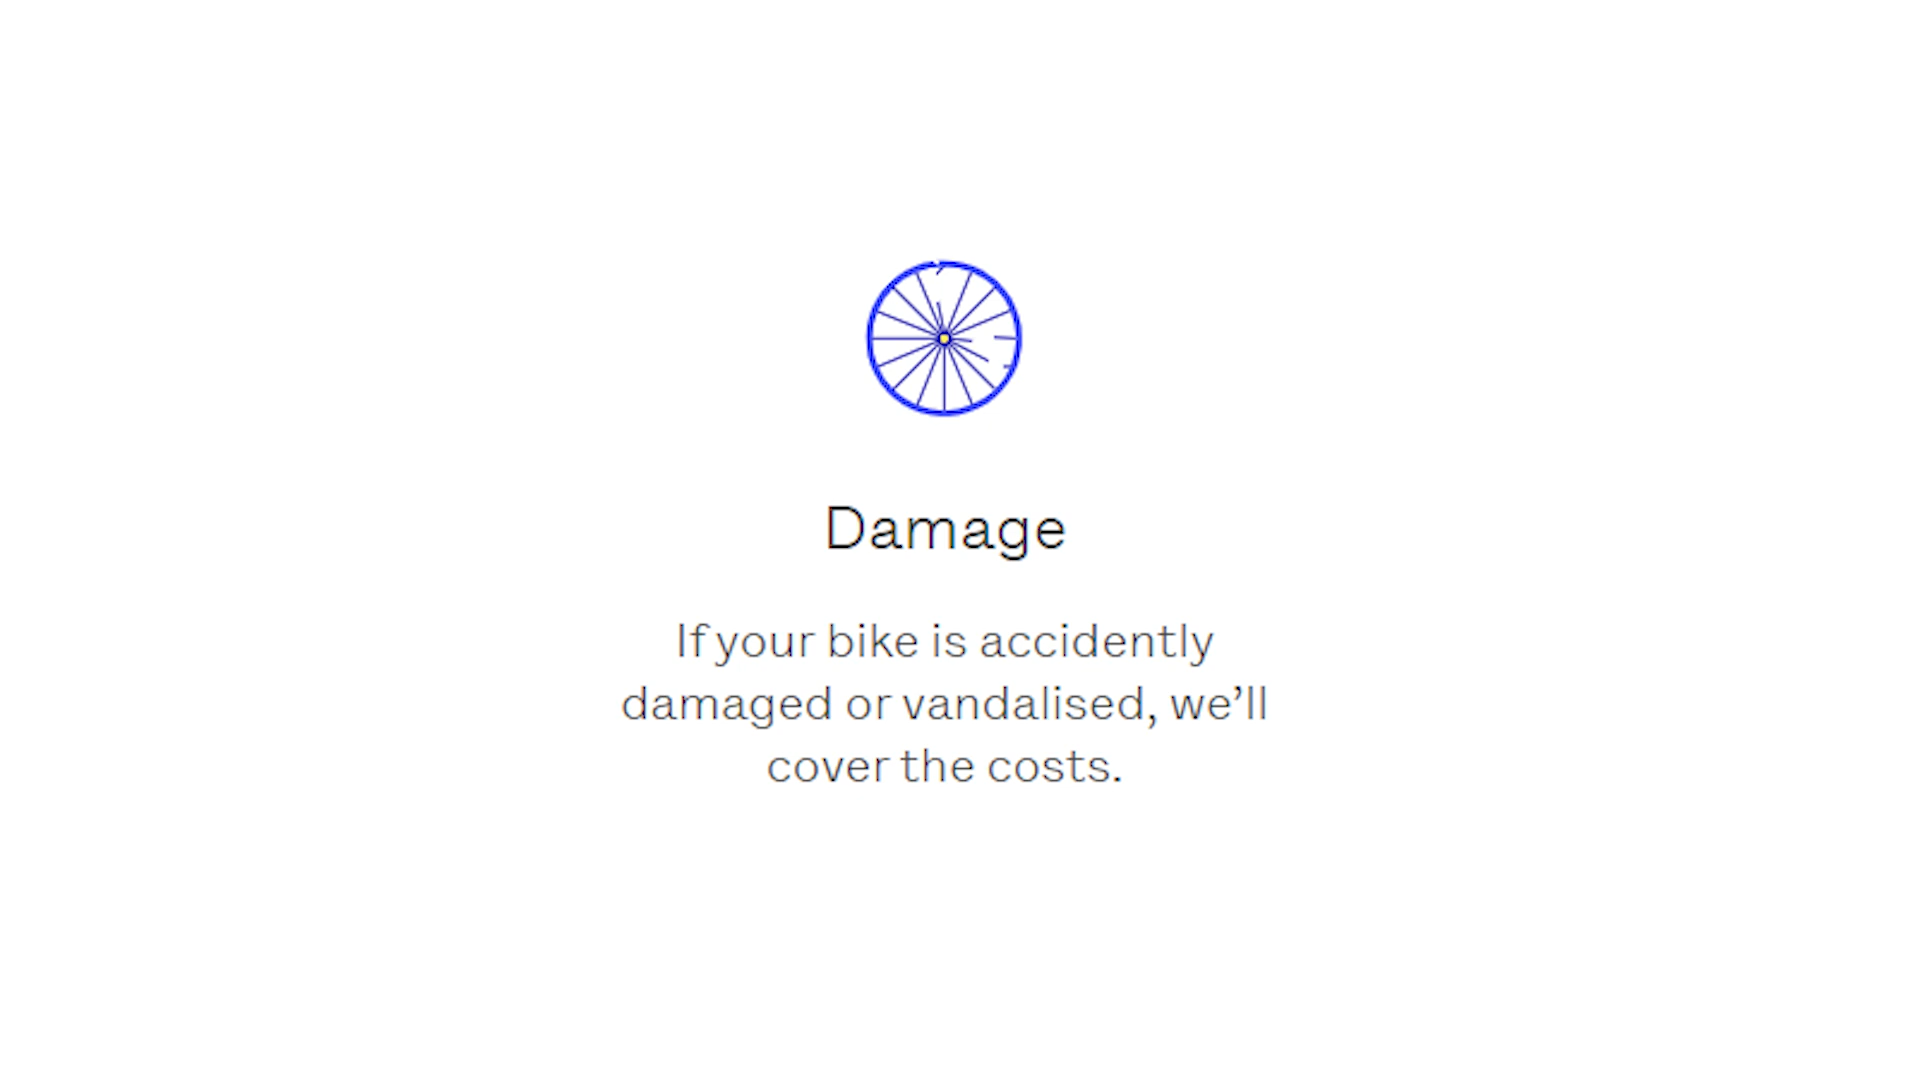 Damage
If your bike is accidently
damaged or vandalised, we’ll
cover the costs.